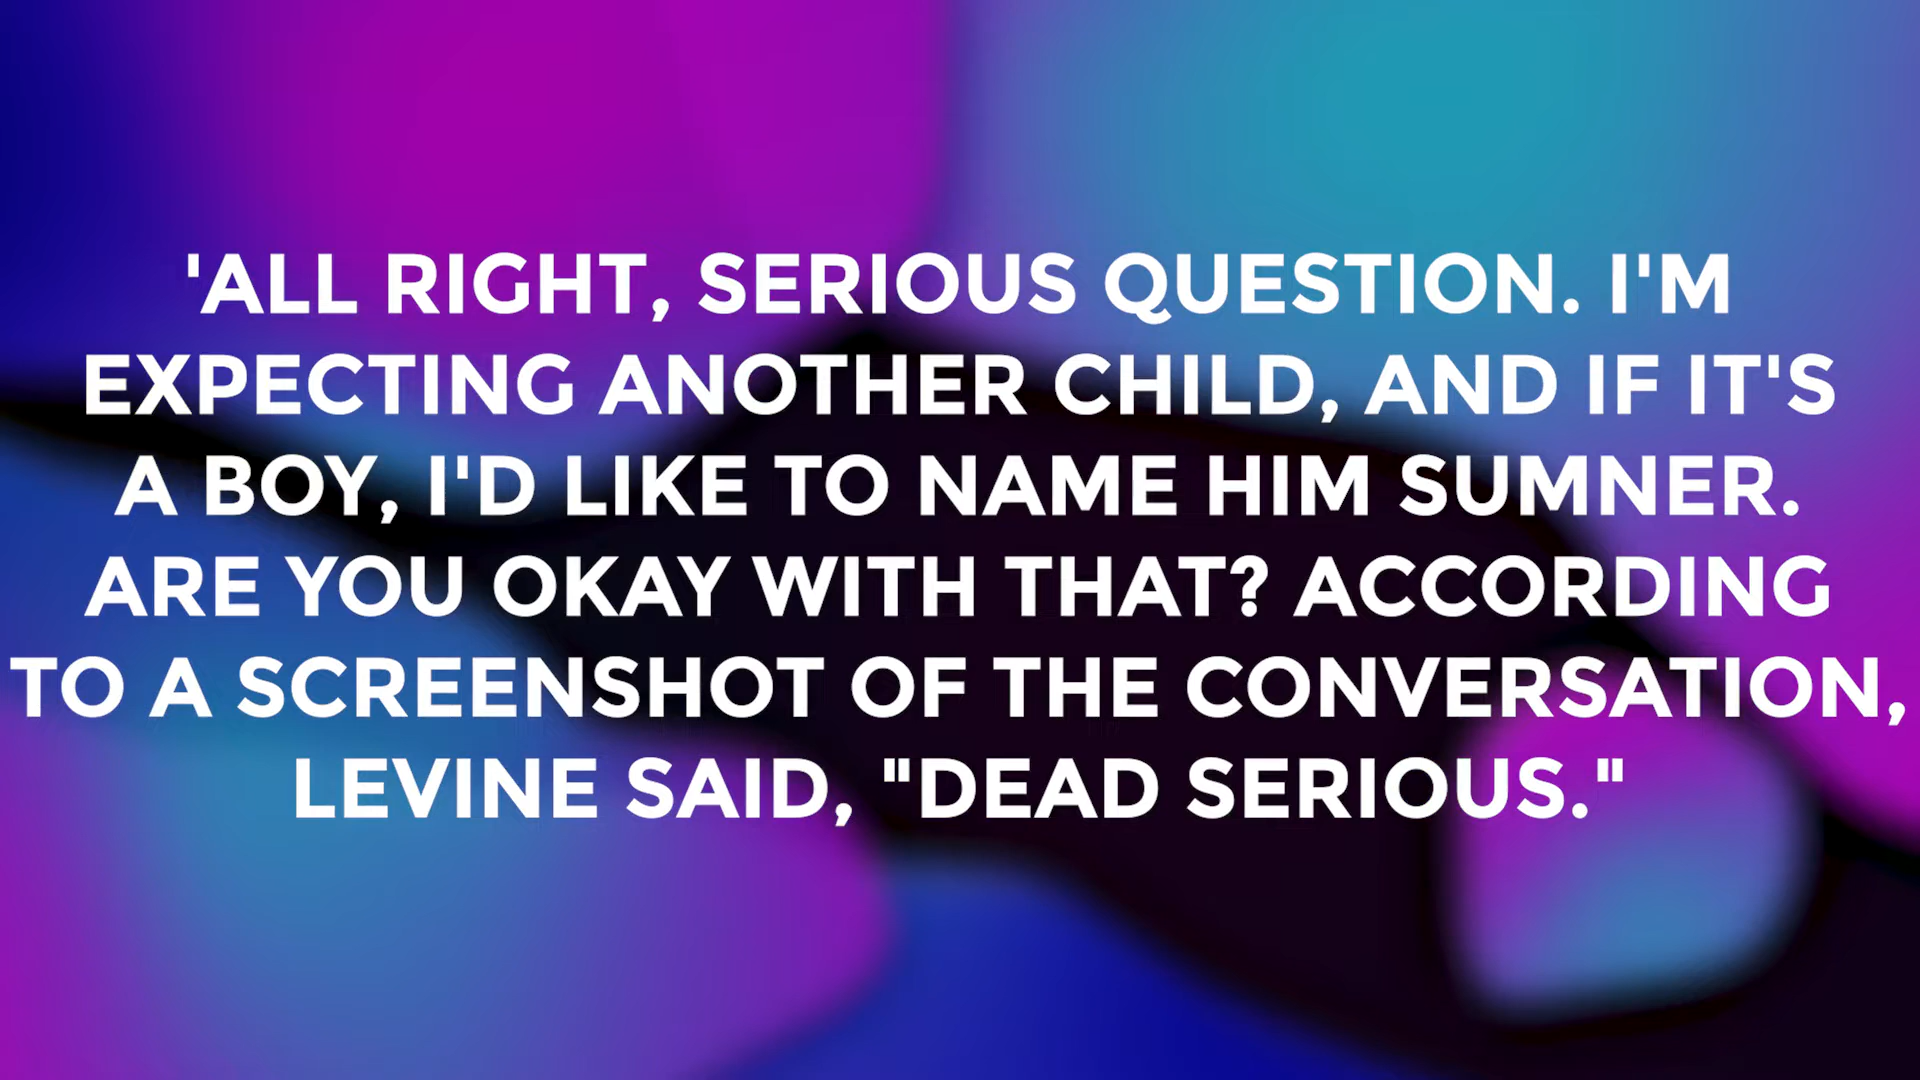 'ALL RIGHT, SERIOUS QUESTION. I'M
EXPECTING ANOTHER CHILD, AND IF IT'S
A BOY, I'D LIKE TO NAME HIM SUMNER.
ARE YOU OKAY WITH THAT? ACCORDING
TO A SCREENSHOT OF THE CONVERSATION,
LEVINE SAID, "DEAD SERIOUS."